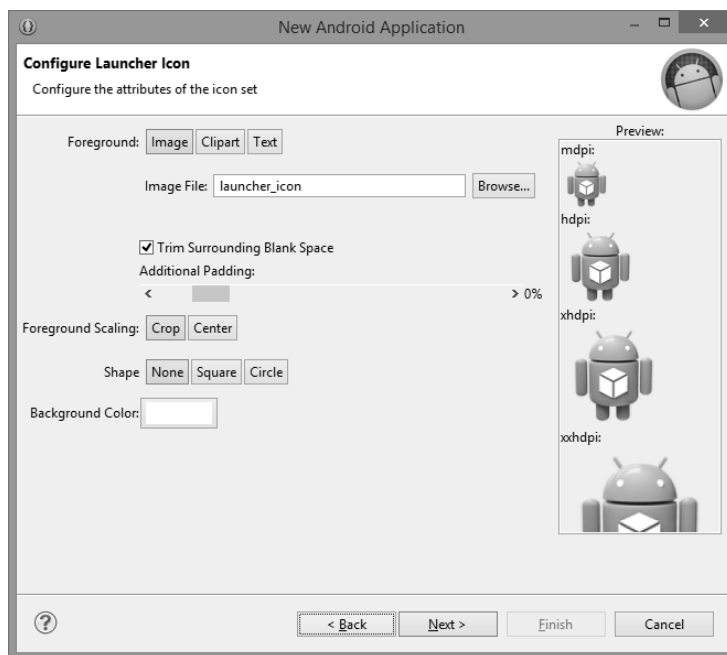 New Android Application
Configure Launcher Icon
Configure the attributes of the icon set
Foreground: Image Clipart Text
Image File: launcher_icon Browse...
Trim Surrounding Blank Space
Additional Padding:
< > 0%
Foreground Scaling: Crop Center
Shape None Square Circle
Background Color:
Preview:
mdpi:
hdpi:
xhdpi:
xxhdpi:
? < Back Next > Finish Cancel